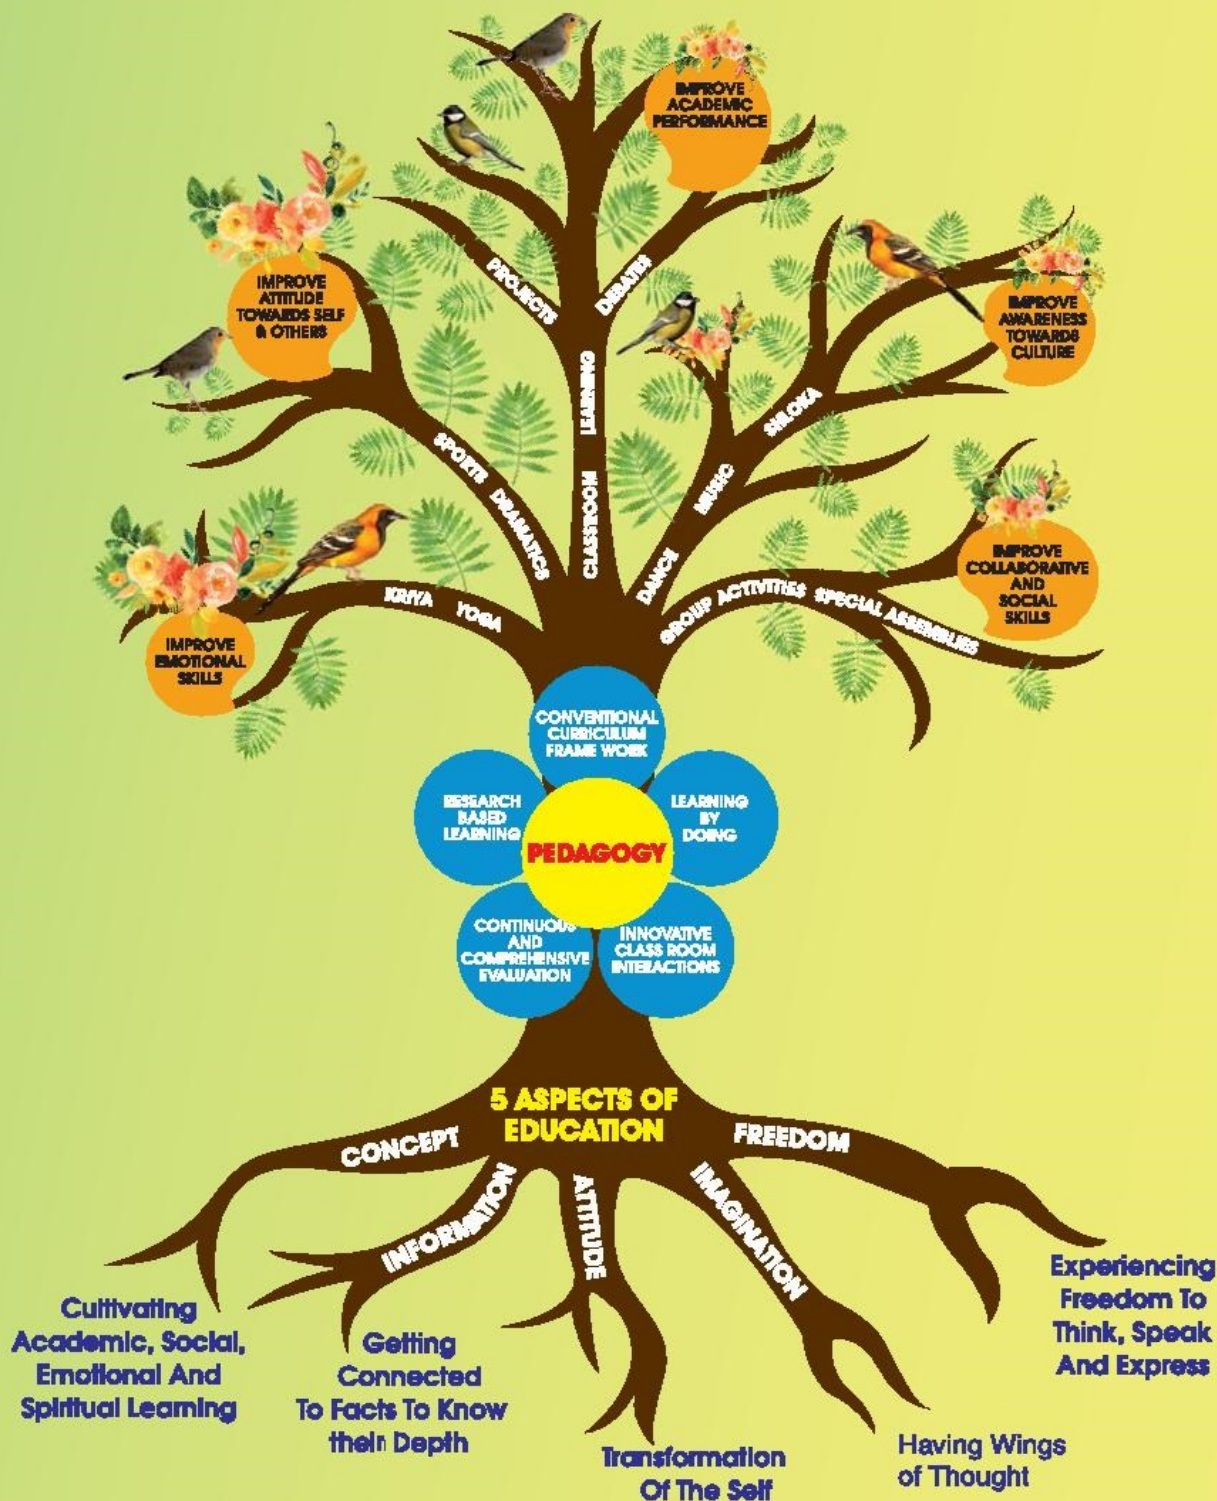 IMPROVE
ACADEMIC
PERFORMANCE
IMPROVE
ATTITUDE
TOWARDS SELF
& OTHERS
PROJECTS
DEBATES
IMPROVE
AWARENESS
TOWARDS
CULTURE
SPORTS DRAMATICS
CLASSROOM LEARNING
DANCE MUSIC SHLOKA
IMPROVE
COLLABORATIVE
AND
SOCIAL
SKILLS
KRIYA YOGA
GROUP ACTIVITIES SPECIAL ASSEMBLIES
IMPROVE
EMOTIONAL
SKILLS
CONVENTIONAL
CURRICULUM
FRAME WORK
RESEARCH
BASED
LEARNING
LEARNING
BY
DOING
PEDAGOGY
CONTINUOUS
AND
COMPREHENSIVE
EVALUATION
INNOVATIVE
CLASS ROOM
INTERACTIONS
5 ASPECTS OF
EDUCATION
CONCEPT
INFORMATION
ATTITUDE
IMAGINATION
FREEDOM
Cultivating
Academic, Social,
Emotional And
Spiritual Learning
Getting
Connected
To Facts To Know
their Depth
Transformation
Of The Self
Having Wings
of Thought
Experiencing
Freedom To
Think, Speak
And Express